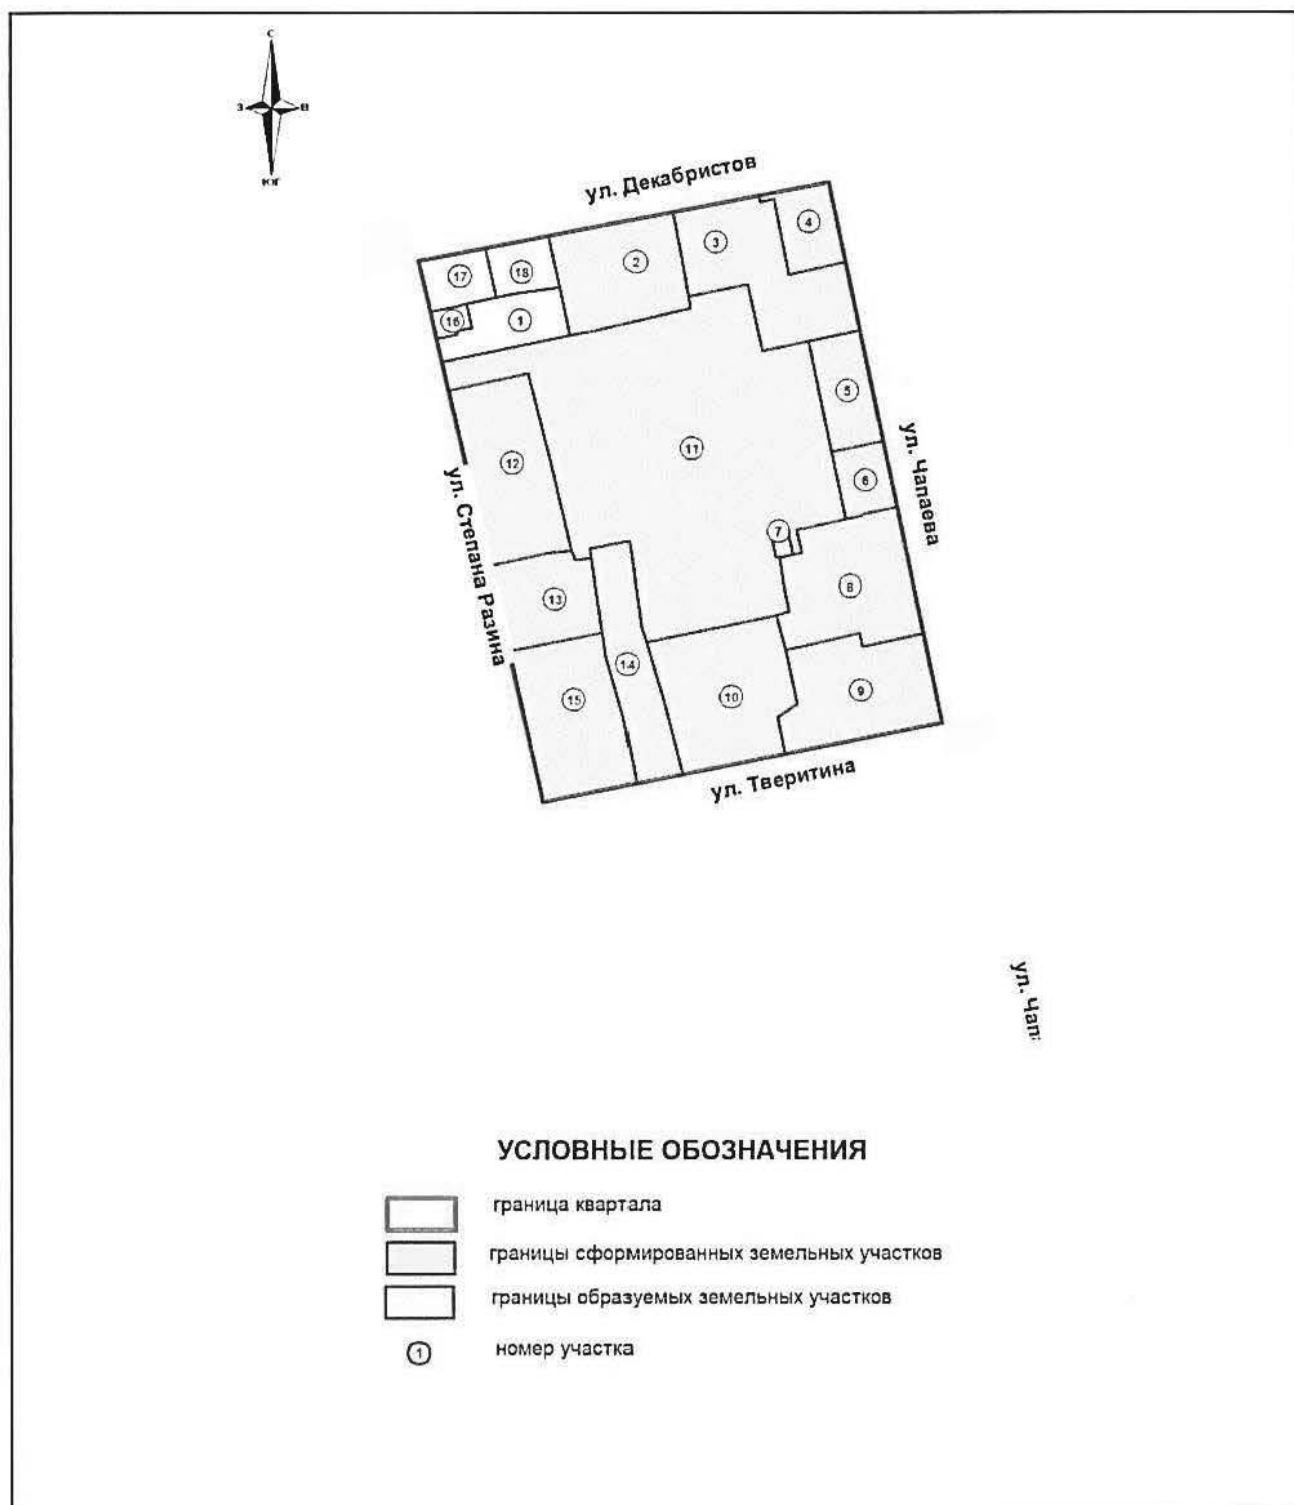 С
З В
ЮГ
ул. Декабристов
17
18
2
3
4
16
1
5
12
11
6
ул. Чапаева
ул. Степана Разина
7
8
13
14
15
10
9
ул. Тверитина
ул. Чап
УСЛОВНЫЕ ОБОЗНАЧЕНИЯ
граница квартала
границы сформированных земельных участков
границы образуемых земельных участков
1 номер участка